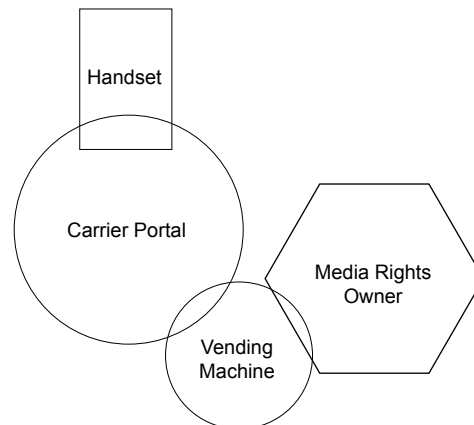 Handset
Carrier Portal
Media Rights
Owner
Vending
Machine